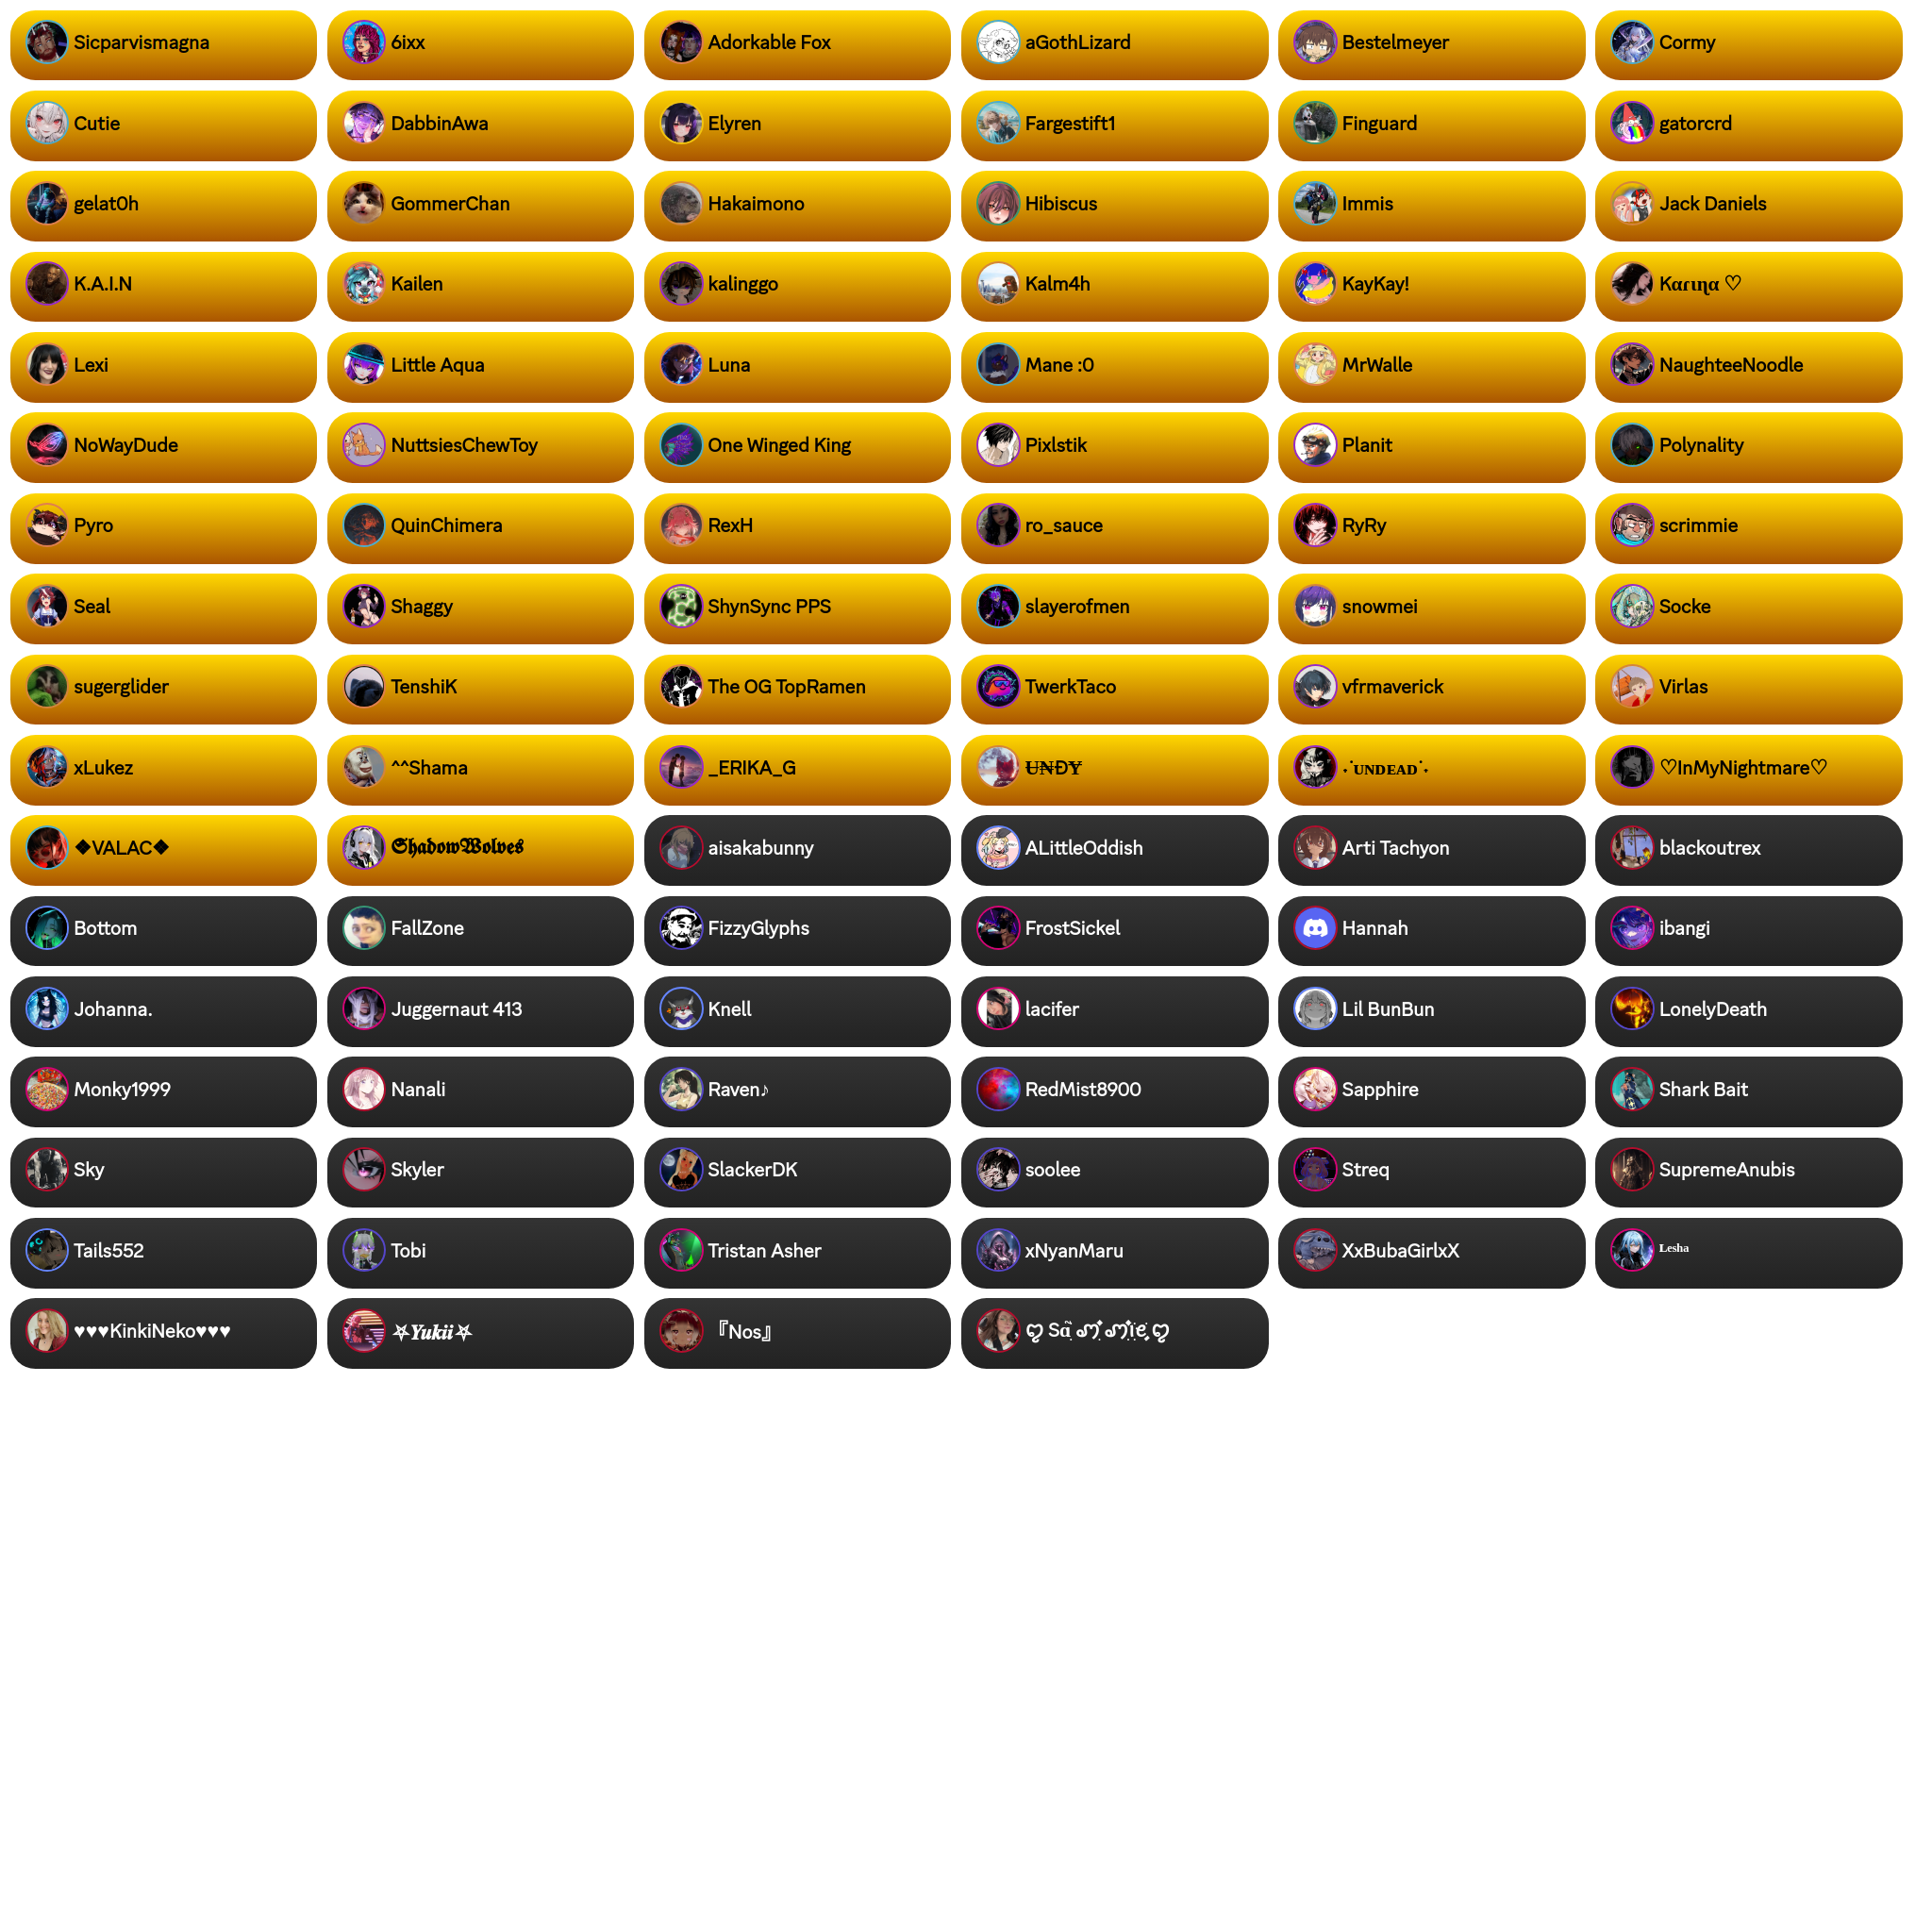 Sicparvismagna
6ixx
Adorkable Fox
aGothLizard
Bestelmeyer
Cormy
Cutie
DabbinAwa
Elyren
Fargestift1
Finguard
gatorcrd
gelat0h
GommerChan
Hakaimono
Hibiscus
Immis
Jack Daniels
K.A.I.N
Kailen
kalinggo
Kalm4h
KayKay!
Kαɾιɳα ♡
Lexi
Little Aqua
Luna
Mane :0
MrWalle
NaughteeNoodle
NoWayDude
NuttsiesChewToy
One Winged King
Pixlstik
Planit
Polynality
Pyro
QuinChimera
RexH
ro_sauce
RyRy
scrimmie
Seal
Shaggy
ShynSync PPS
slayerofmen
snowmei
Socke
sugerglider
TenshiK
The OG TopRamen
TwerkTaco
vfrmaverick
Virlas
xLukez
^^Shama
_ERIKA_G
U̶N̶D̶Y̶
⋅˙ᴜɴᴅᴇᴀᴅ˙⋅
♡InMyNightmare♡
❖VALAC❖
𝕾𝖍𝖆𝖉𝖔𝖜𝖂𝖔𝖑𝖛𝖊𝖘
aisakabunny
ALittleOddish
Arti Tachyon
blackoutrex
Bottom
FallZone
FizzyGlyphs
FrostSickel
Hannah
ibangi
Johanna.
Juggernaut 413
Knell
lacifer
Lil BunBun
LonelyDeath
Monky1999
Nanali
Raven♪
RedMist8900
Sapphire
Shark Bait
Sky
Skyler
SlackerDK
soolee
Streq
SupremeAnubis
Tails552
Tobi
Tristan Asher
xNyanMaru
XxBubaGirlxX
ᴸᵉˢʰᵃ
♥♥♥KinkiNeko♥♥♥
⛧𝒀𝒖𝒌𝒊𝒊⛧
『Nos』